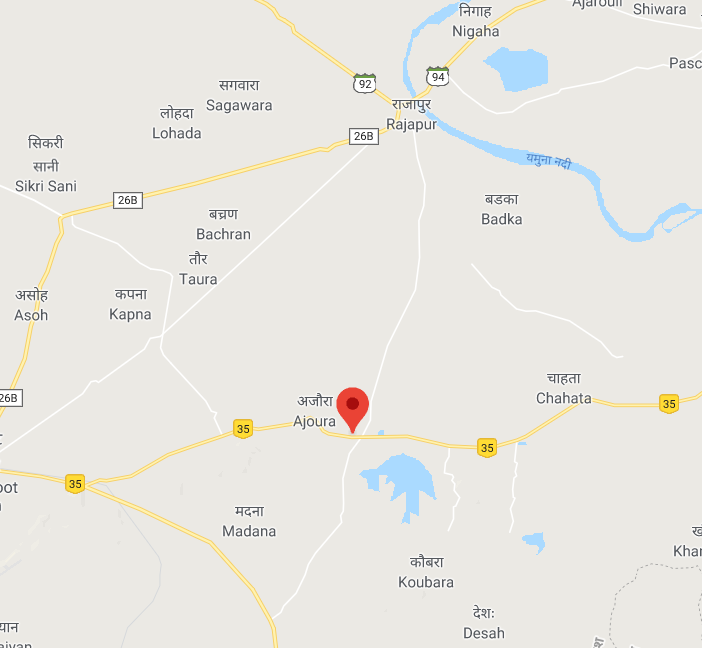 निगाह
Nigaha
Ajarouli
Shiwara
92
94
सगवारा
Sagawara
राजापुर
Rajapur
लोहदा
Lohada
26B
सिकरी
सानी
Sikri Sani
यमुना नदी
26B
बडका
Badka
बच्रण
Bachran
तौर
Taura
असोह
Asoh
कपना
Kapna
चाहता
Chahata
26B
अजौरा
Ajoura
35
35
35
35
मदना
Madana
कौबरा
Koubara
देशः
Desah